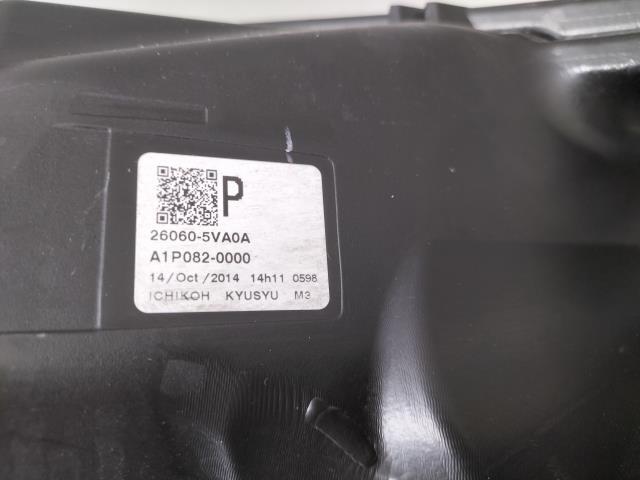 P
26060-5VA0A
A1P082-0000
14/Oct/2014 14h11 0598
ICHIKOH KYUSYU M3